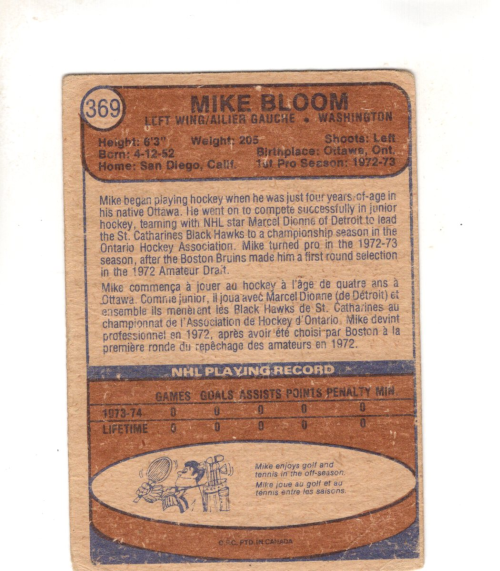 369
MIKE BLOOM
LEFT WING/AILIER GAUCHE • WASHINGTON
Height: 6'3" Weight: 205 Shoots: Left
Born: 4-12-52 Birthplace: Ottawa, Ont.
Home: San Diego, Calif. 1st Pro Season: 1972-73
Mike began playing hockey when he was just four years-of-age in
his native Ottawa. He went on to compete successfully in junior
hockey, teaming with NHL star Marcel Dionne of Detroit to lead
the St. Catharines Black Hawks to a championship season in the
Ontario Hockey Association. Mike turned pro in the 1972-73
season, after the Boston Bruins made him a first round selection
in the 1972 Amateur Draft.
Mike commença à jouer au hockey à l'âge de quatre ans à
Ottawa. Comme junior, il joua avec Marcel Dionne (de Détroit) et
ensemble ils menèrent les Black Hawks de St. Catharines au
championnat de l'Association de Hockey d'Ontario. Mike devint
professionnel en 1972, après avoir été choisi par Boston à la
première ronde du repêchage des amateurs en 1972.
NHL PLAYING RECORD
GAMES GOALS ASSISTS POINTS PENALTY MIN.
1973-74 0 0 0 0 0
LIFETIME 0 0 0 0 0
Mike enjoys golf and
tennis in the off-season.
Mike joue au golf et au
tennis entre les saisons.
O.P.C. PTD. IN CANADA